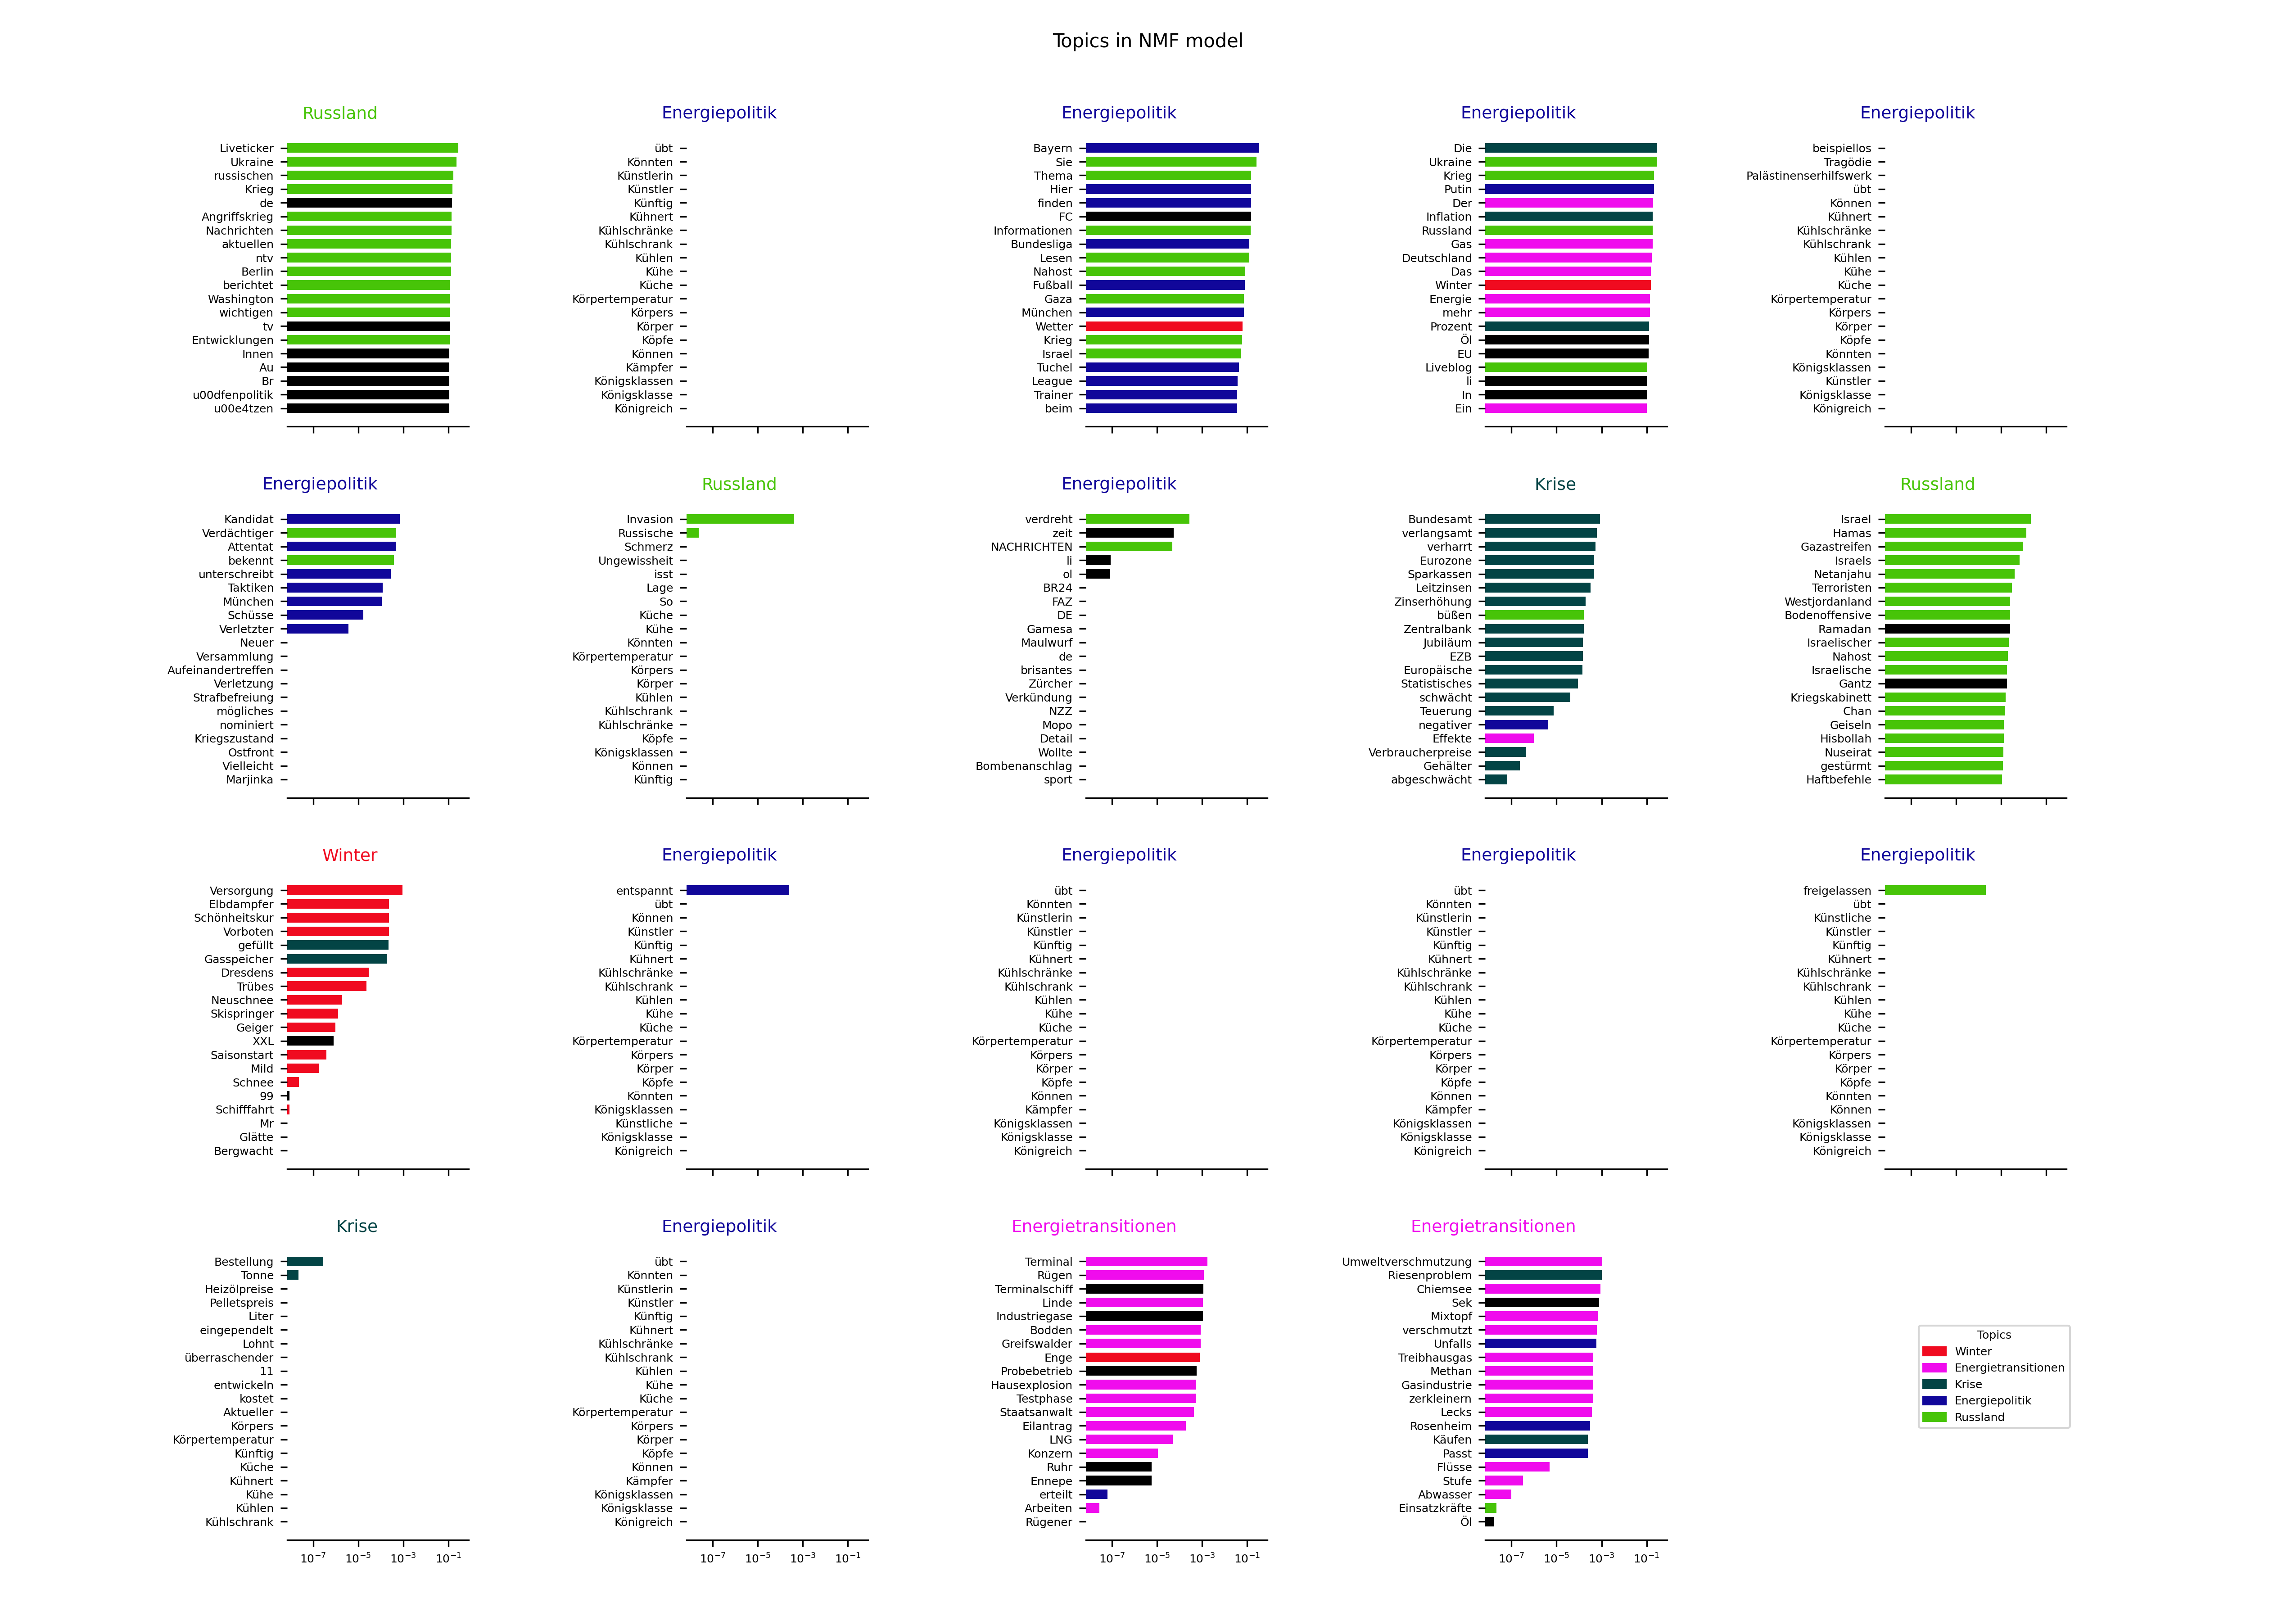 Topics in NMF model
Russland
Liveticker
Ukraine
russischen
Krieg
de
Angriffskrieg
Nachrichten
aktuellen
ntv
Berlin
berichtet
Washington
wichtigen
tv
Entwicklungen
Innen
Au
Br
u00dfenpolitik
u00e4tzen
Energiepolitik
übt
Könnten
Künstlerin
Künstler
Künftig
Kühnert
Kühlschränke
Kühlschrank
Kühlen
Kühe
Küche
Körpertemperatur
Körpers
Körper
Köpfe
Können
Kämpfer
Königsklassen
Königsklasse
Königreich
Energiepolitik
Bayern
Sie
Thema
Hier
finden
FC
Informationen
Bundesliga
Lesen
Nahost
Fußball
Gaza
München
Wetter
Krieg
Israel
Tuchel
League
Trainer
beim
Energiepolitik
Die
Ukraine
Krieg
Putin
Der
Inflation
Russland
Gas
Deutschland
Das
Winter
Energie
mehr
Prozent
Öl
EU
Liveblog
li
In
Ein
Energiepolitik
beispiellos
Tragödie
Palästinenserhilfswerk
übt
Können
Kühnert
Kühlschränke
Kühlschrank
Kühlen
Kühe
Küche
Körpertemperatur
Körpers
Körper
Köpfe
Könnten
Königsklassen
Künstler
Königsklasse
Königreich
Energiepolitik
Kandidat
Verdächtiger
Attentat
bekennt
unterschreibt
Taktiken
München
Schüsse
Verletzter
Neuer
Versammlung
Aufeinandertreffen
Verletzung
Strafbefreiung
mögliches
nominiert
Kriegszustand
Ostfront
Vielleicht
Marjinka
Russland
Invasion
Russische
Schmerz
Ungewissheit
isst
Lage
So
Küche
Kühe
Könnten
Körpertemperatur
Körpers
Körper
Kühlen
Kühlschrank
Kühlschränke
Köpfe
Königsklassen
Können
Künftig
Energiepolitik
verdreht
zeit
NACHRICHTEN
li
ol
BR24
FAZ
DE
Gamesa
Maulwurf
de
brisantes
Zürcher
Verkündung
NZZ
Mopo
Detail
Wollte
Bombenanschlag
sport
Krise
Bundesamt
verlangsamt
verharrt
Eurozone
Sparkassen
Leitzinsen
Zinserhöhung
büßen
Zentralbank
Jubiläum
EZB
Europäische
Statistisches
schwächt
Teuerung
negativer
Effekte
Verbraucherpreise
Gehälter
abgeschwächt
Russland
Israel
Hamas
Gazastreifen
Israels
Netanjahu
Terroristen
Westjordanland
Bodenoffensive
Ramadan
Israelischer
Nahost
Israelische
Gantz
Kriegskabinett
Chan
Geiseln
Hisbollah
Nuseirat
gestürmt
Haftbefehle
Winter
Versorgung
Elbdampfer
Schönheitskur
Vorboten
gefüllt
Gasspeicher
Dresdens
Trübes
Neuschnee
Skispringer
Geiger
XXL
Saisonstart
Mild
Schnee
99
Schifffahrt
Mr
Glätte
Bergwacht
Energiepolitik
entspannt
übt
Können
Künstler
Künftig
Kühnert
Kühlschränke
Kühlschrank
Kühlen
Kühe
Küche
Körpertemperatur
Körpers
Körper
Köpfe
Könnten
Königsklassen
Künstliche
Königsklasse
Königreich
Energiepolitik
übt
Könnten
Künstlerin
Künstler
Künftig
Kühnert
Kühlschränke
Kühlschrank
Kühlen
Kühe
Küche
Körpertemperatur
Körpers
Körper
Köpfe
Können
Kämpfer
Königsklassen
Königsklasse
Königreich
Energiepolitik
übt
Könnten
Künstlerin
Künstler
Künftig
Kühnert
Kühlschränke
Kühlschrank
Kühlen
Kühe
Küche
Körpertemperatur
Körpers
Körper
Köpfe
Können
Kämpfer
Königsklassen
Königsklasse
Königreich
Energiepolitik
freigelassen
übt
Künstliche
Künstler
Künftig
Kühnert
Kühlschränke
Kühlschrank
Kühlen
Kühe
Küche
Körpertemperatur
Körpers
Körper
Köpfe
Könnten
Können
Königsklassen
Königsklasse
Königreich
Krise
Bestellung
Tonne
Heizölpreise
Pelletspreis
Liter
eingependelt
Lohnt
überraschender
11
entwickeln
kostet
Aktueller
Körpers
Körpertemperatur
Künftig
Küche
Kühnert
Kühe
Kühlen
Kühlschrank
10⁻⁷ 10⁻⁵ 10⁻³ 10⁻¹
Energiepolitik
übt
Könnten
Künstlerin
Künstler
Künftig
Kühnert
Kühlschränke
Kühlschrank
Kühlen
Kühe
Küche
Körpertemperatur
Körpers
Körper
Köpfe
Können
Kämpfer
Königsklassen
Königsklasse
Königreich
10⁻⁷ 10⁻⁵ 10⁻³ 10⁻¹
Energietransitionen
Terminal
Rügen
Terminalschiff
Linde
Industriegase
Bodden
Greifswalder
Enge
Probebetrieb
Hausexplosion
Testphase
Staatsanwalt
Eilantrag
LNG
Konzern
Ruhr
Ennepe
erteilt
Arbeiten
Rügener
10⁻⁷ 10⁻⁵ 10⁻³ 10⁻¹
Energietransitionen
Umweltverschmutzung
Riesenproblem
Chiemsee
Sek
Mixtopf
verschmutzt
Unfalls
Treibhausgas
Methan
Gasindustrie
zerkleinern
Lecks
Rosenheim
Käufen
Passt
Flüsse
Stufe
Abwasser
Einsatzkräfte
Öl
10⁻⁷ 10⁻⁵ 10⁻³ 10⁻¹
Topics
Winter
Energietransitionen
Krise
Energiepolitik
Russland